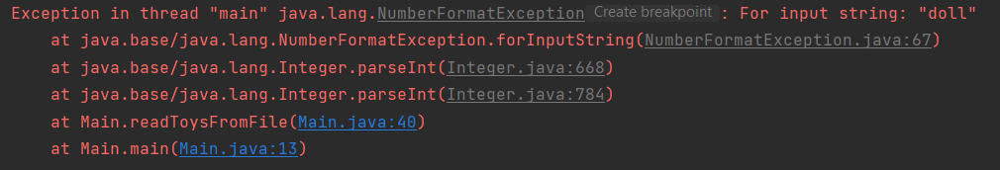 Exception in thread "main" java.lang.NumberFormatException Create breakpoint : For input string: "doll"
at java.base/java.lang.NumberFormatException.forInputString(NumberFormatException.java:67)
at java.base/java.lang.Integer.parseInt(Integer.java:668)
at java.base/java.lang.Integer.parseInt(Integer.java:784)
at Main.readToysFromFile(Main.java:40)
at Main.main(Main.java:13)